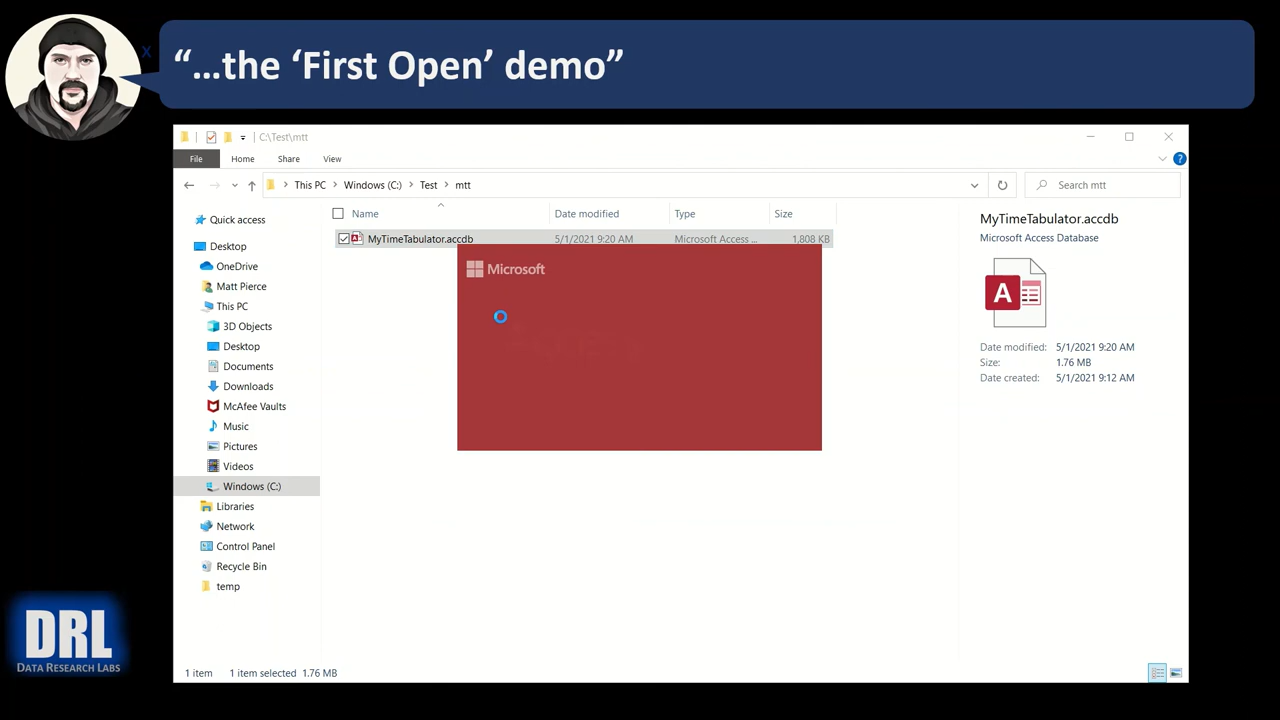 “...the ‘First Open’ demo”
X
C:\Test\mtt
File Home Share View
This PC Windows (C:) Test mtt
Search mtt
Name Date modified Type Size
MyTimeTabulator.accdb 5/1/2021 9:20 AM Microsoft Access ... 1,808 KB
Quick access
Desktop
OneDrive
Matt Pierce
This PC
3D Objects
Desktop
Documents
Downloads
McAfee Vaults
Music
Pictures
Videos
Windows (C:)
Libraries
Network
Control Panel
Recycle Bin
temp
Microsoft
MyTimeTabulator.accdb
Microsoft Access Database
A
Date modified: 5/1/2021 9:20 AM
Size: 1.76 MB
Date created: 5/1/2021 9:12 AM
1 item 1 item selected 1.76 MB
DRL
DATA RESEARCH LABS